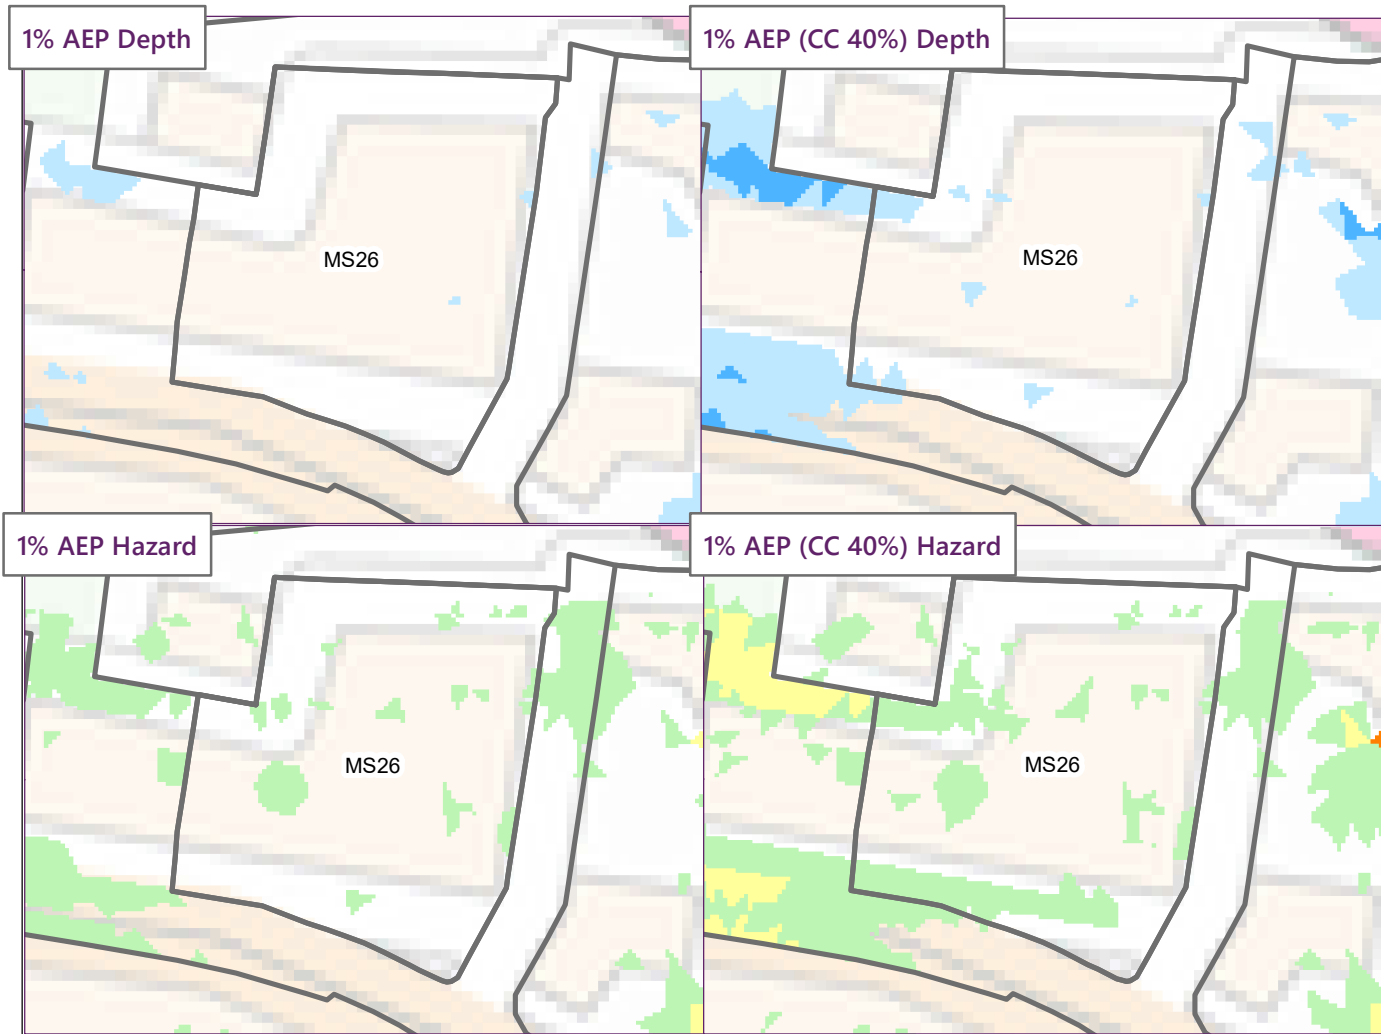 1% AEP Depth
1% AEP (CC 40%) Depth
MS26
MS26
1% AEP Hazard
1% AEP (CC 40%) Hazard
MS26
MS26